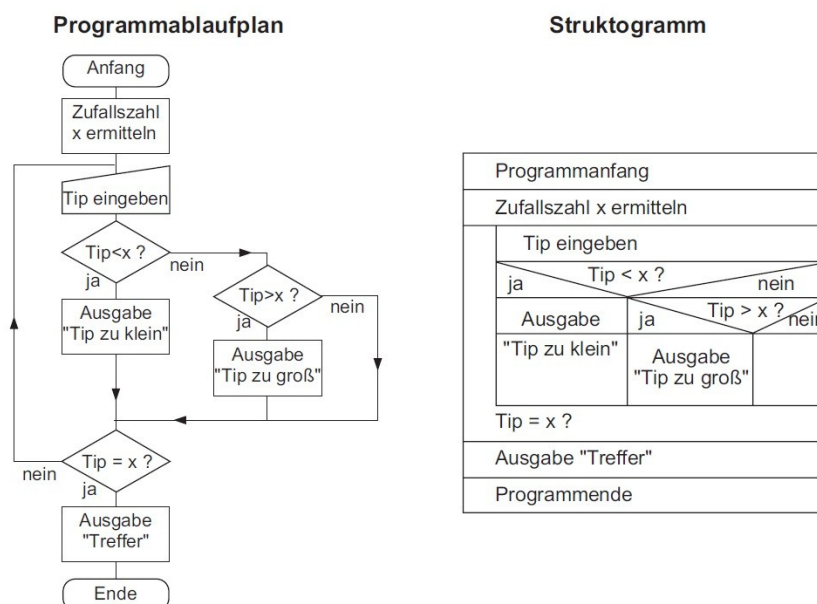 Programmablaufplan
Anfang
Zufallszahl
x ermitteln
Tip eingeben
Tip<x ?
nein
ja
Tip>x ?
nein
ja
Ausgabe
"Tip zu klein"
Ausgabe
"Tip zu groß"
Tip = x ?
nein
ja
Ausgabe
"Treffer"
Ende
Struktogramm
Programmanfang
Zufallszahl x ermitteln
Tip eingeben
Tip < x ?
ja
nein
Ausgabe
"Tip zu klein"
Tip > x ?
ja
nein
Ausgabe
"Tip zu groß"
Tip = x ?
Ausgabe "Treffer"
Programmende